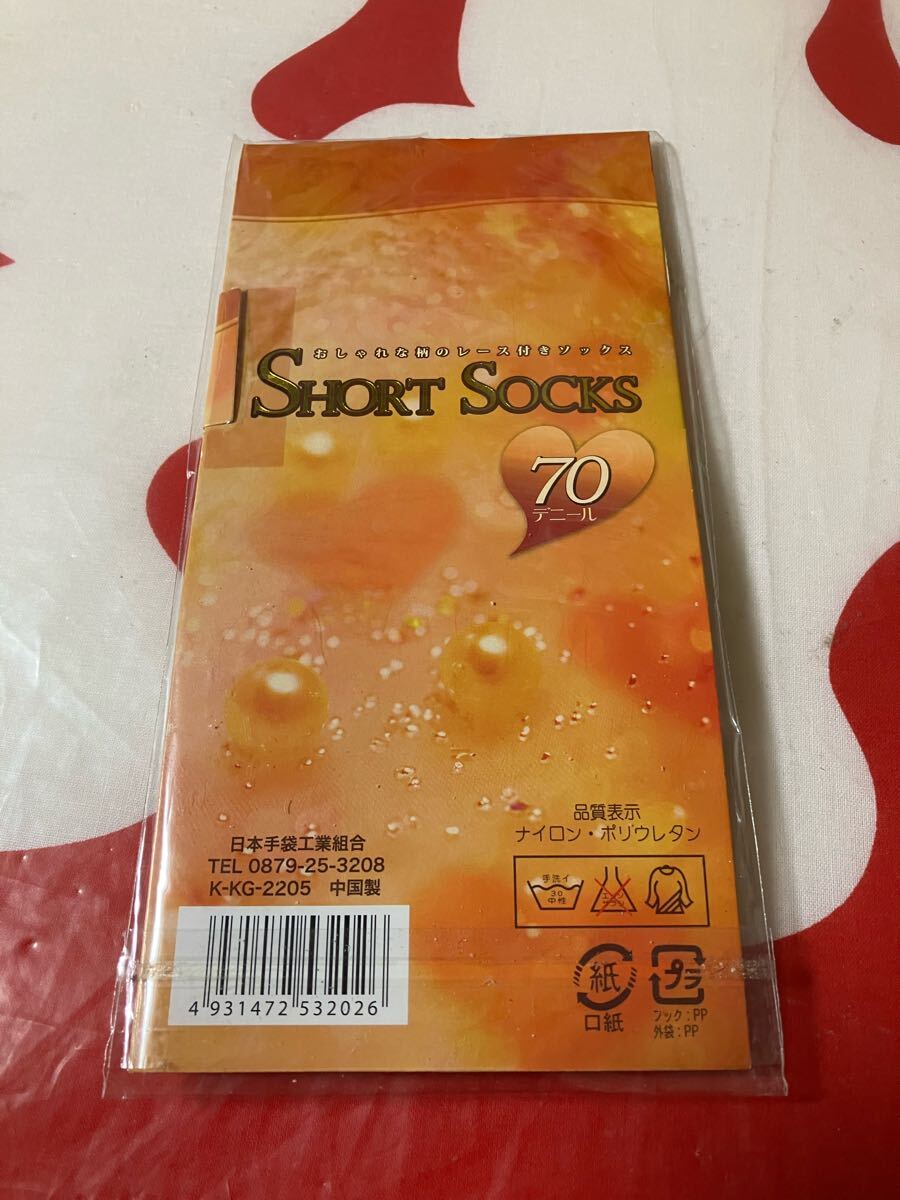 おしゃれな柄のレース付きソックス
SHORT SOCKS
70
デニール
品質表示
ナイロン・ポリウレタン
日本手袋工業組合
TEL 0879-25-3208
K-KG-2205 中国製
手洗イ
30
中性
4 931472 532026
紙
口紙
プラ
フック:PP
外袋:PP